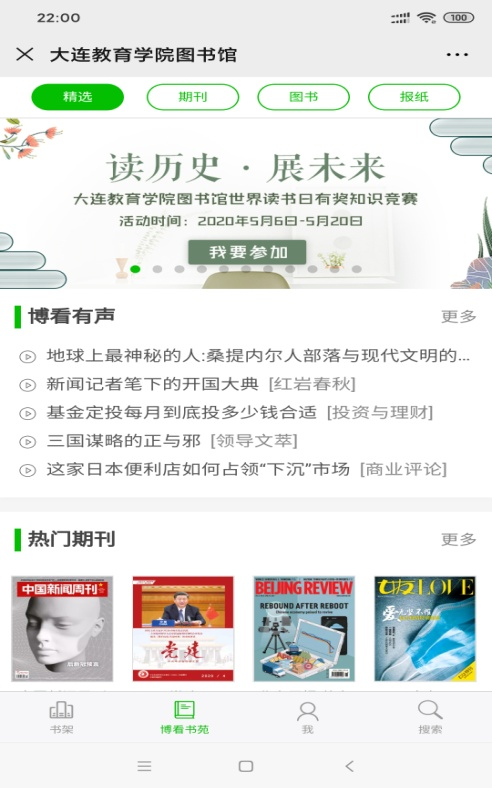 22:00
100
大连教育学院图书馆
精选 期刊 图书 报纸
读历史·展未来
大连教育学院图书馆世界读书日有奖知识竞赛
活动时间：2020年5月6日-5月20日
我要参加
博看有声 更多
地球上最神秘的人:桑提内尔人部落与现代文明的...
新闻记者笔下的开国大典 [红岩春秋]
基金定投每月到底投多少钱合适 [投资与理财]
三国谋略的正与邪 [领导文萃]
这家日本便利店如何占领“下沉”市场 [商业评论]
热门期刊 更多
中国新闻周刊
党建
BEIJING REVIEW
REBOUND AFTER REBOOT
女友LOVE
书架 博看书苑 我 搜索